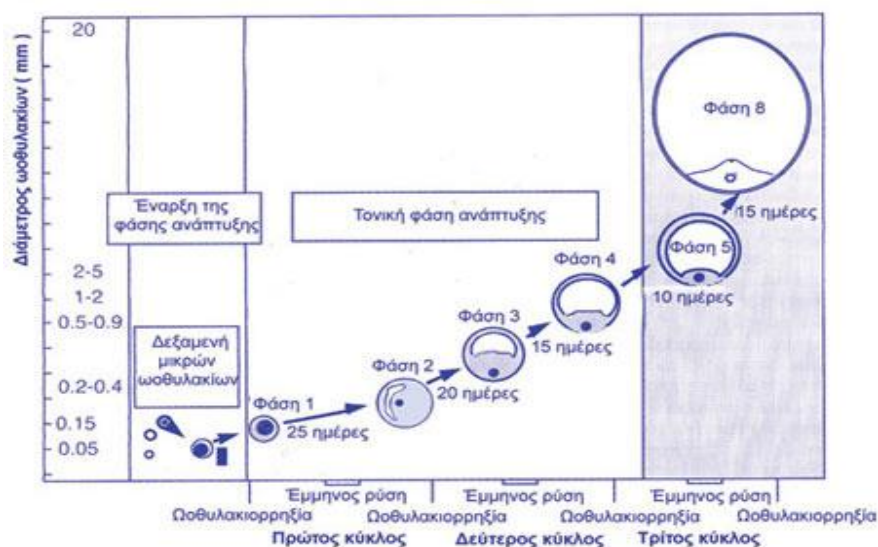 Διάμετρος ωοθυλακίων ( mm )
20
2-5
1-2
0.5-0.9
0.2-0.4
0.15
0.05
Έναρξη της
φάσης ανάπτυξης
Τονική φάση ανάπτυξης
Δεξαμενή
μικρών
ωοθυλακίων
Φάση 1
25 ημέρες
Φάση 2
20 ημέρες
Φάση 3
15 ημέρες
Φάση 4
Φάση 5
10 ημέρες
Φάση 8
15 ημέρες
Έμμηνος ρύση
Έμμηνος ρύση
Έμμηνος ρύση
Ωοθυλακιορρηξία
Ωοθυλακιορρηξία
Ωοθυλακιορρηξία
Ωοθυλακιορρηξία
Πρώτος κύκλος
Δεύτερος κύκλος
Τρίτος κύκλος